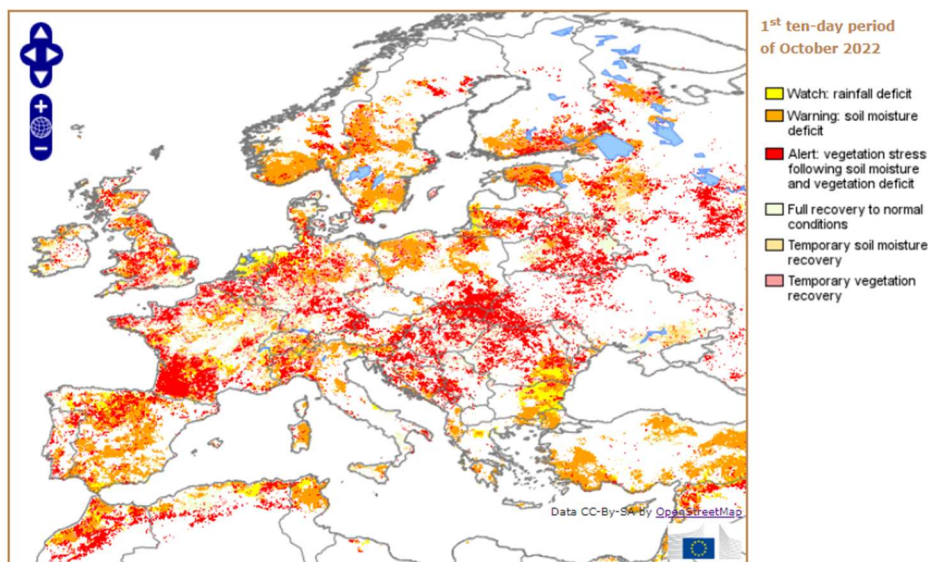 1st ten-day period
of October 2022
Watch: rainfall deficit
Warning: soil moisture
deficit
Alert: vegetation stress
following soil moisture
and vegetation deficit
Full recovery to normal
conditions
Temporary soil moisture
recovery
Temporary vegetation
recovery
Data CC-By-SA by OpenStreetMap